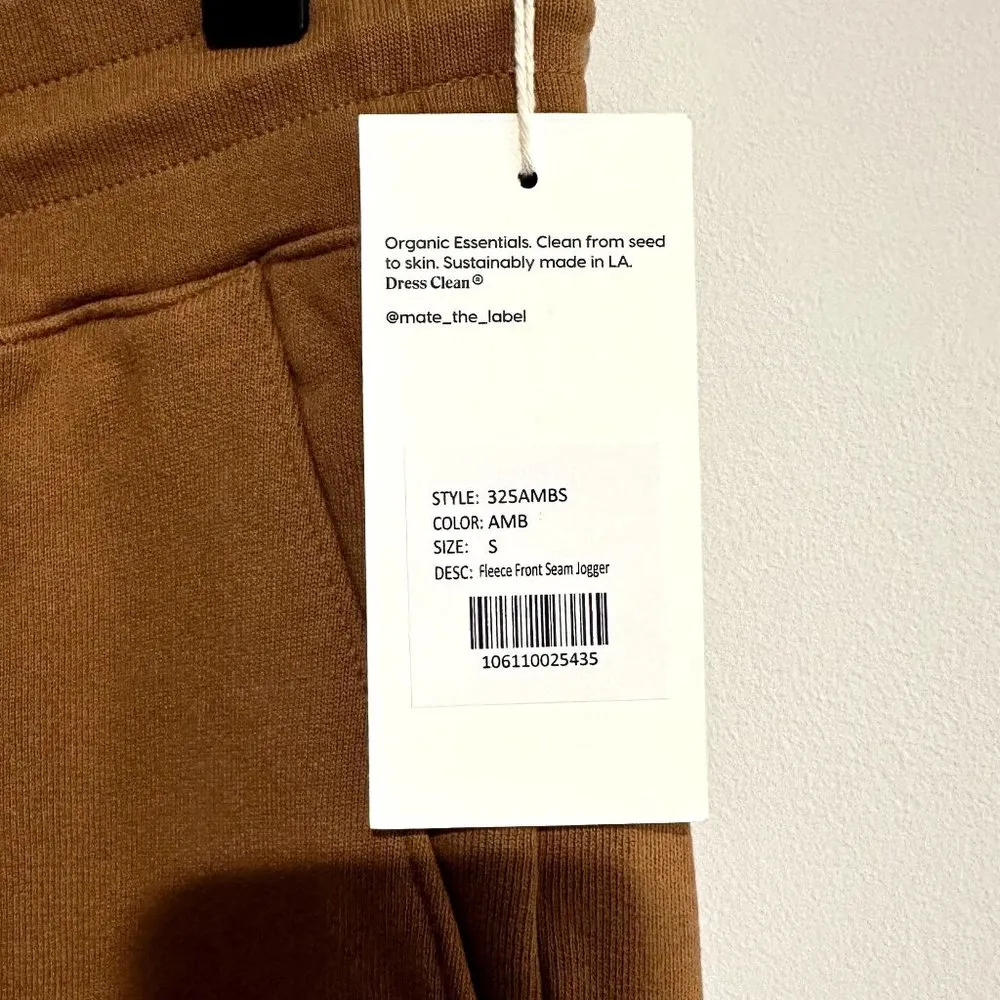 Organic Essentials. Clean from seed
to skin. Sustainably made in LA.
Dress Clean®
@mate_the_label
STYLE: 325AMBS
COLOR: AMB
SIZE: S
DESC: Fleece Front Seam Jogger
106110025435